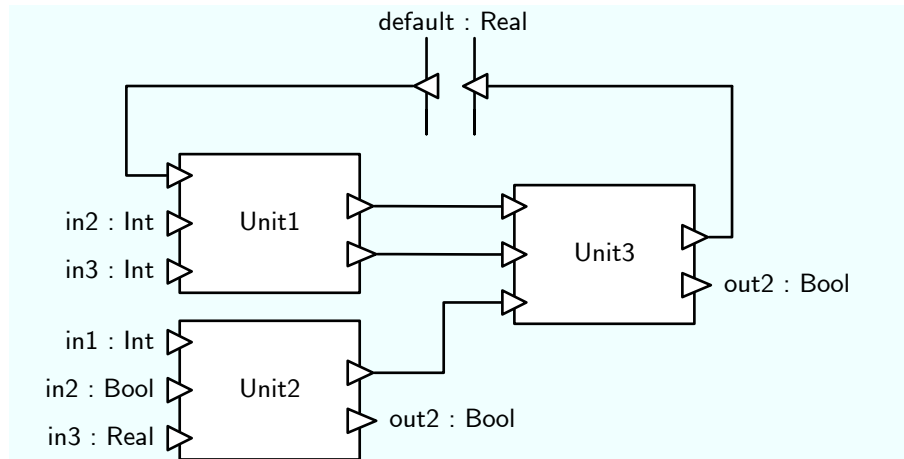 default : Real
in2 : Int
in3 : Int
Unit1
Unit3
out2 : Bool
in1 : Int
in2 : Bool
in3 : Real
Unit2
out2 : Bool